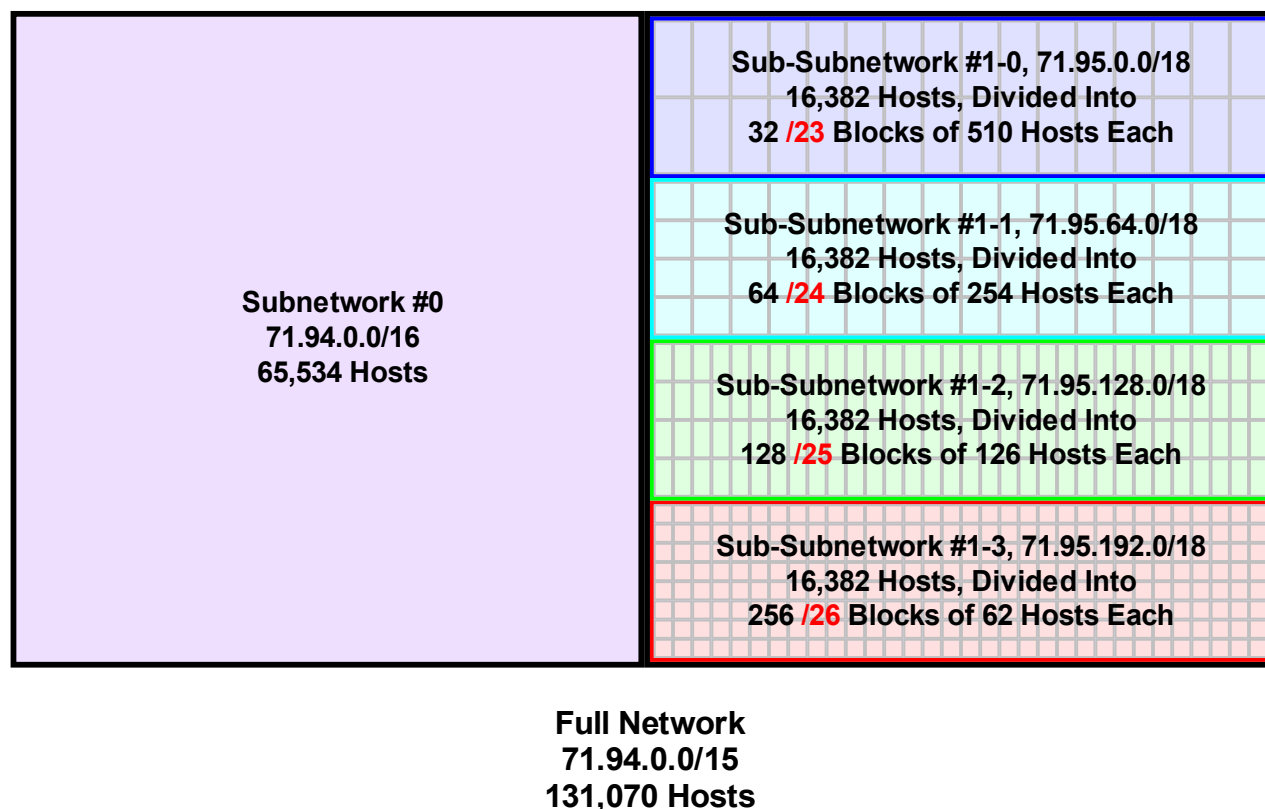 Subnetwork #0
71.94.0.0/16
65,534 Hosts
Sub-Subnetwork #1-0, 71.95.0.0/18
16,382 Hosts, Divided Into
32 /23 Blocks of 510 Hosts Each
Sub-Subnetwork #1-1, 71.95.64.0/18
16,382 Hosts, Divided Into
64 /24 Blocks of 254 Hosts Each
Sub-Subnetwork #1-2, 71.95.128.0/18
16,382 Hosts, Divided Into
128 /25 Blocks of 126 Hosts Each
Sub-Subnetwork #1-3, 71.95.192.0/18
16,382 Hosts, Divided Into
256 /26 Blocks of 62 Hosts Each
Full Network
71.94.0.0/15
131,070 Hosts